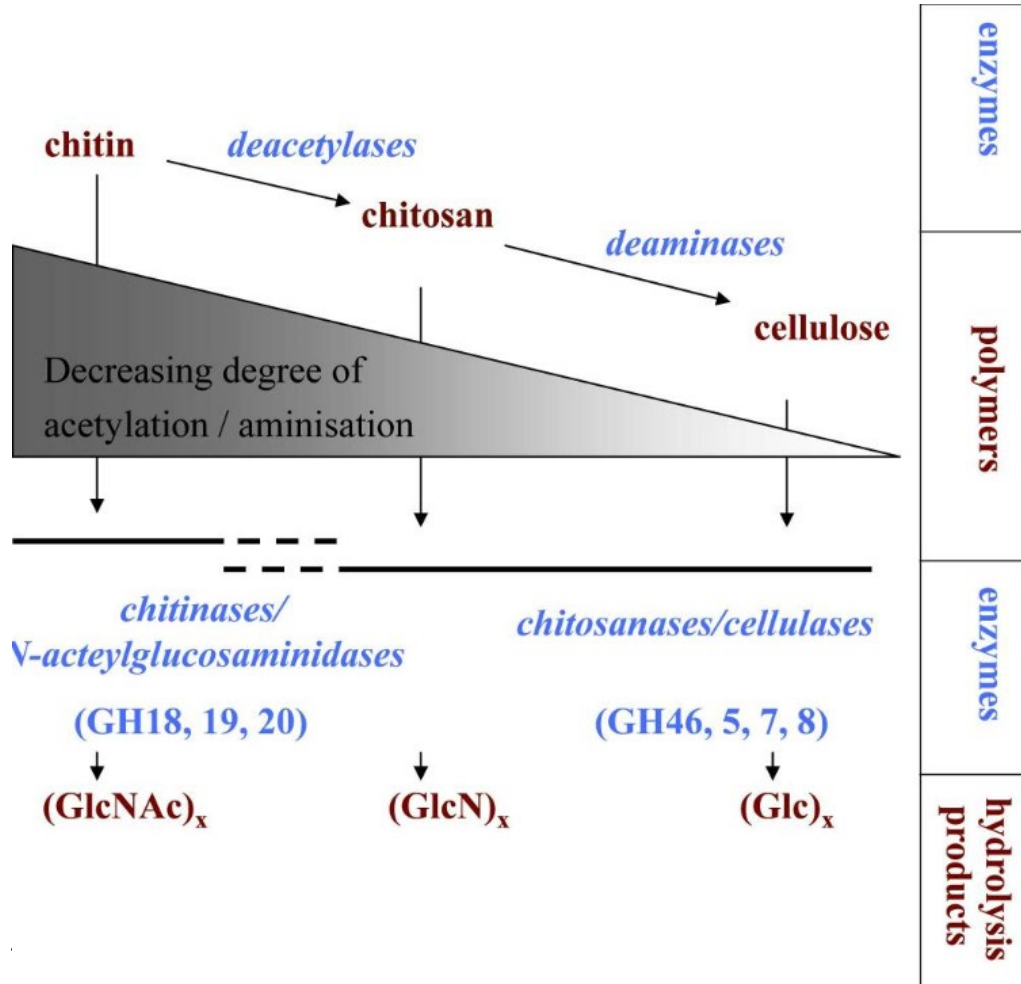 chitin
deacetylases
chitosan
deaminases
cellulose
Decreasing degree of
acetylation / aminisation
chitinases/
N-acteylglucosaminidases
(GH18, 19, 20)
chitosanases/cellulases
(GH46, 5, 7, 8)
(GlcNAc)x
(GlcN)x
(Glc)x
enzymes
polymers
enzymes
hydrolysis
products